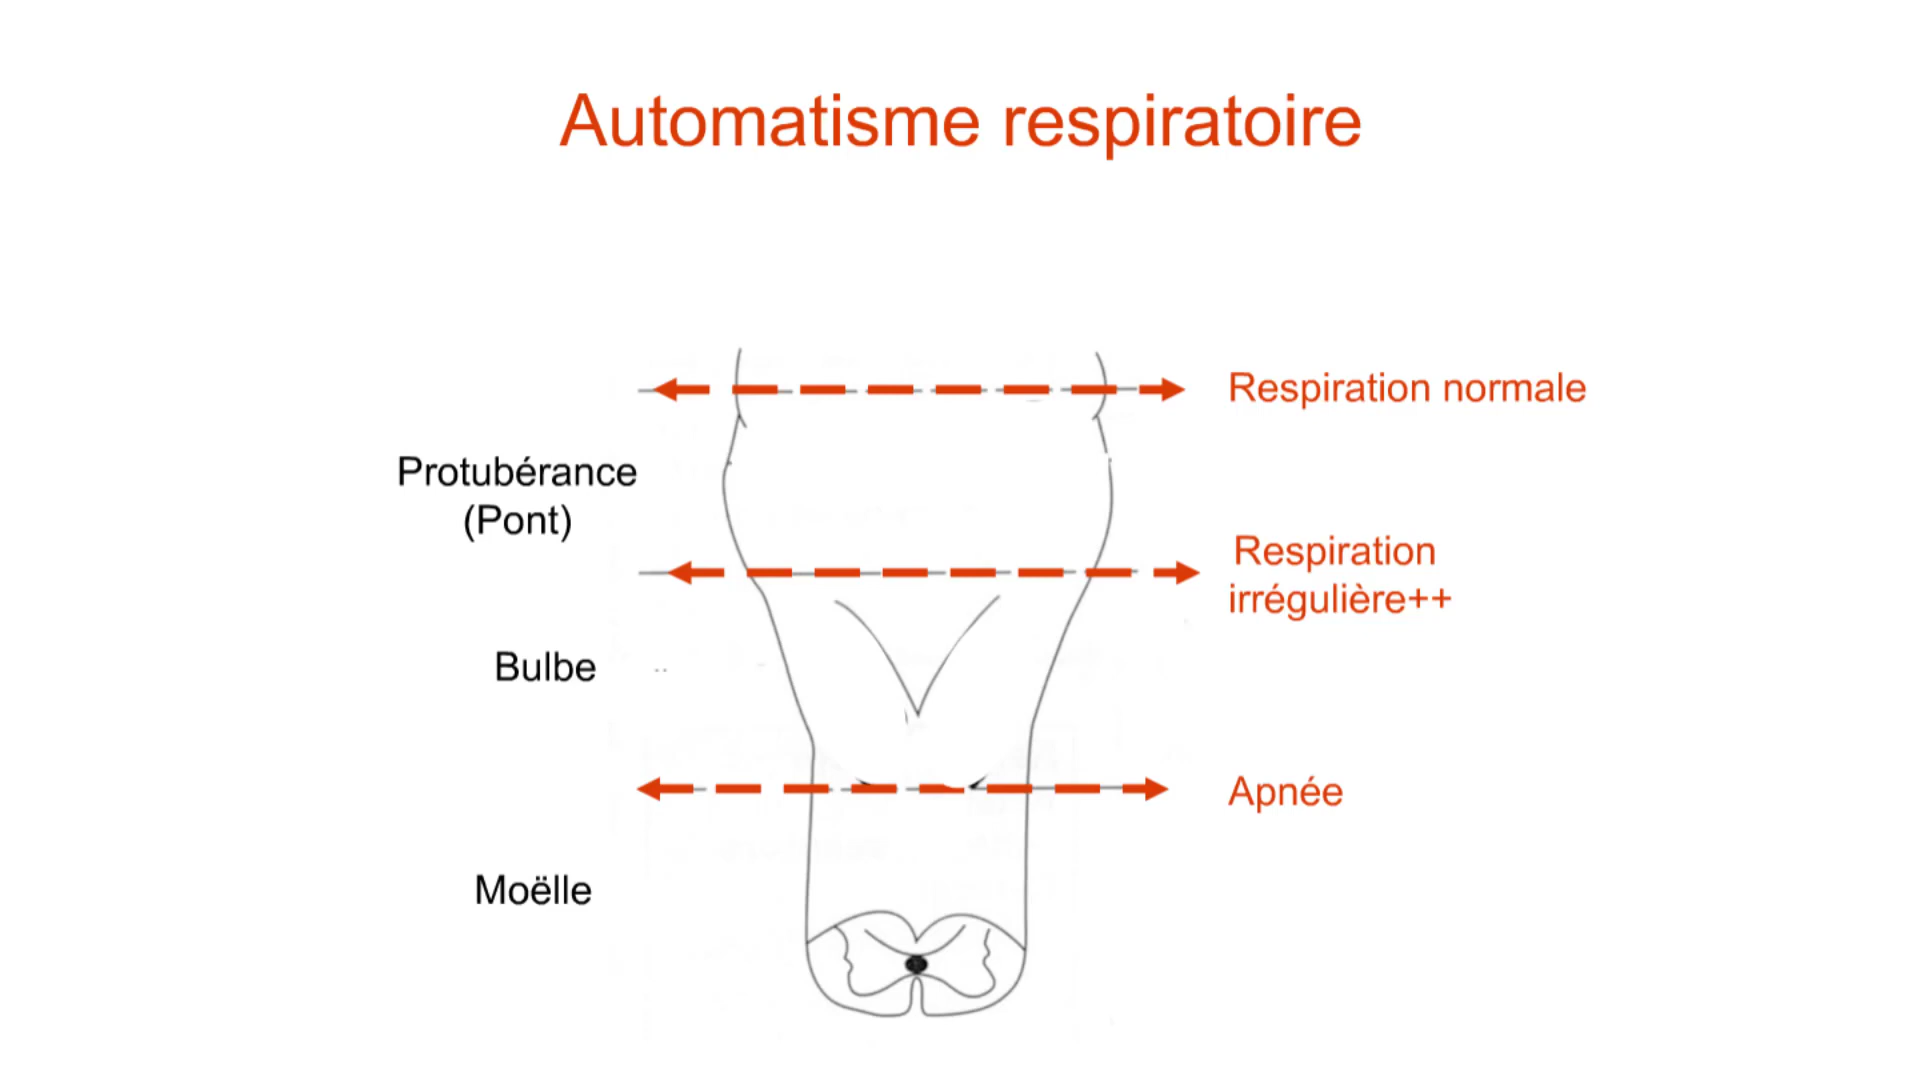 Automatisme respiratoire
Respiration normale
Protubérance
(Pont)
Respiration
irrégulière++
Bulbe
Apnée
Moëlle